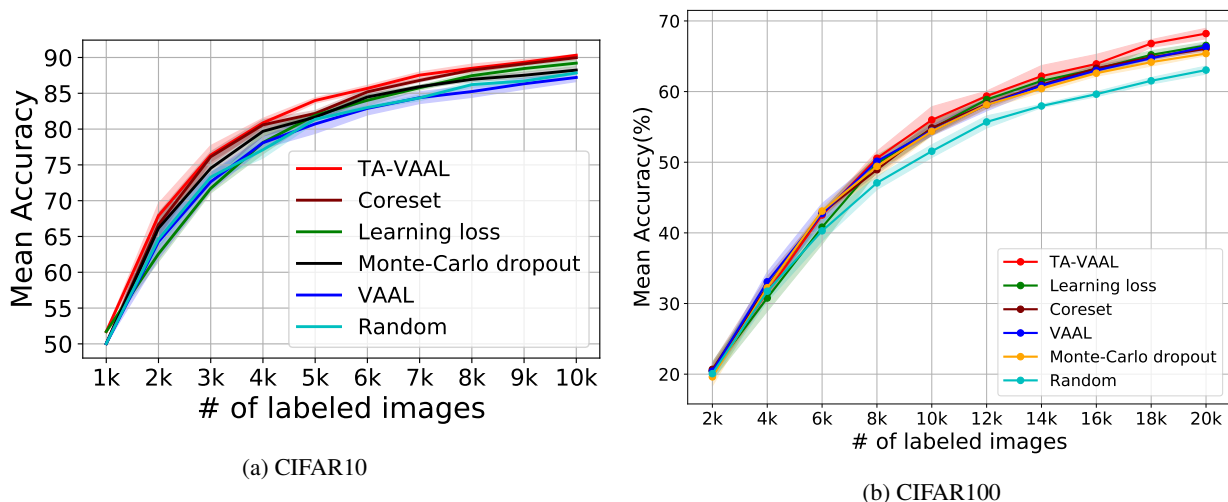 Mean Accuracy
90
85
80
75
70
65
60
55
50
TA-VAAL
Coreset
Learning loss
Monte-Carlo dropout
VAAL
Random
1k 2k 3k 4k 5k 6k 7k 8k 9k 10k
# of labeled images
(a) CIFAR10
Mean Accuracy(%)
70
60
50
40
30
20
TA-VAAL
Learning loss
Coreset
VAAL
Monte-Carlo dropout
Random
2k 4k 6k 8k 10k 12k 14k 16k 18k 20k
# of labeled images
(b) CIFAR100